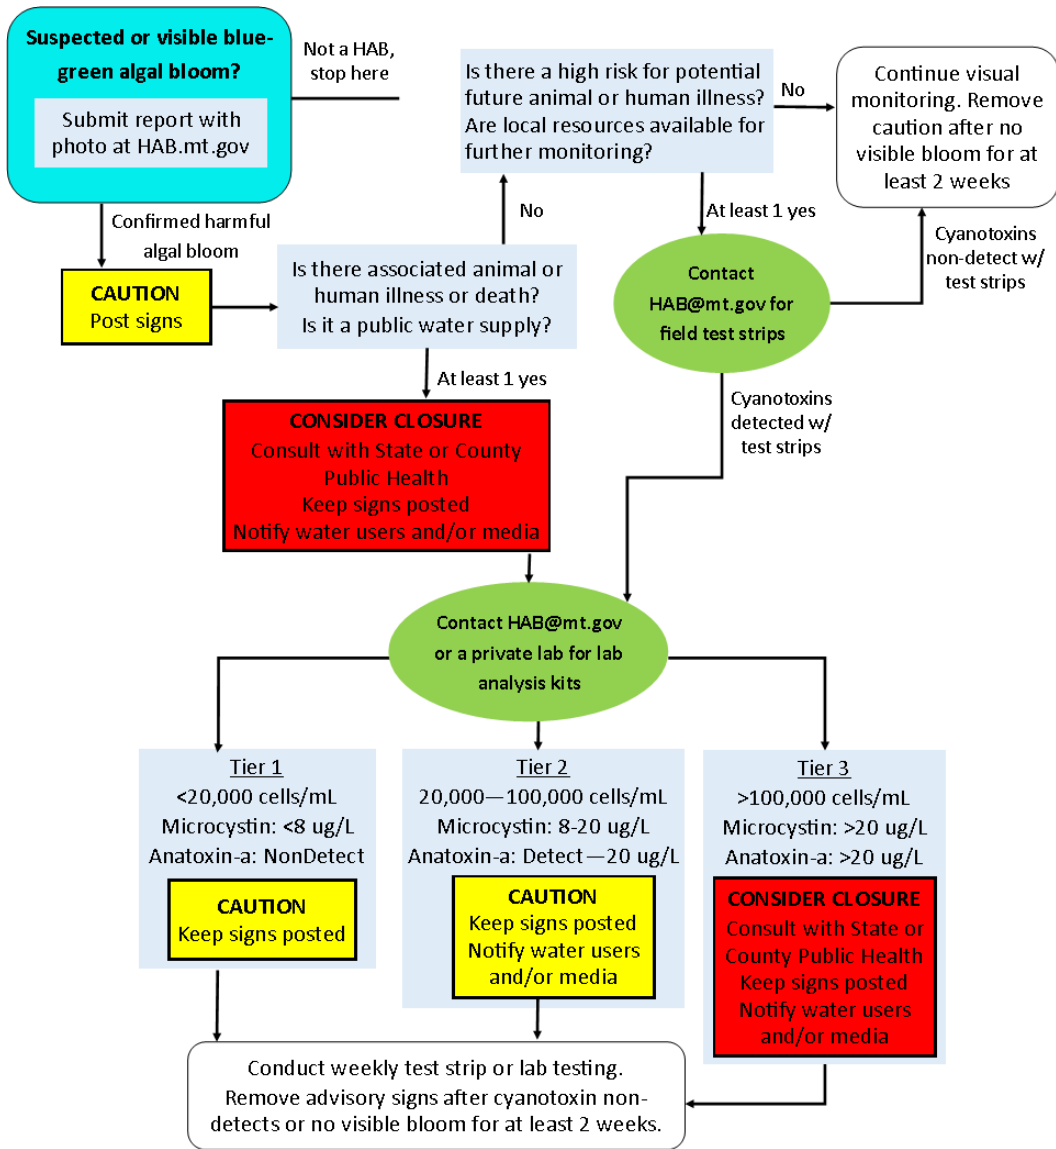 Suspected or visible blue-
green algal bloom?
Submit report with
photo at HAB.mt.gov
Not a HAB,
stop here
Confirmed harmful
algal bloom
CAUTION
Post signs
Is there associated animal or
human illness or death?
Is it a public water supply?
No
Is there a high risk for potential
future animal or human illness?
Are local resources available for
further monitoring?
No
Continue visual
monitoring. Remove
caution after no
visible bloom for at
least 2 weeks
At least 1 yes
Contact
HAB@mt.gov for
field test strips
Cyanotoxins
non-detect w/
test strips
Cyanotoxins
detected w/
test strips
At least 1 yes
CONSIDER CLOSURE
Consult with State or County
Public Health
Keep signs posted
Notify water users and/or media
Contact HAB@mt.gov
or a private lab for lab
analysis kits
Tier 1
<20,000 cells/mL
Microcystin: <8 ug/L
Anatoxin-a: NonDetect
CAUTION
Keep signs posted
Tier 2
20,000—100,000 cells/mL
Microcystin: 8-20 ug/L
Anatoxin-a: Detect—20 ug/L
CAUTION
Keep signs posted
Notify water users
and/or media
Tier 3
>100,000 cells/mL
Microcystin: >20 ug/L
Anatoxin-a: >20 ug/L
CONSIDER CLOSURE
Consult with State or
County Public Health
Keep signs posted
Notify water users
and/or media
Conduct weekly test strip or lab testing.
Remove advisory signs after cyanotoxin non-
detects or no visible bloom for at least 2 weeks.